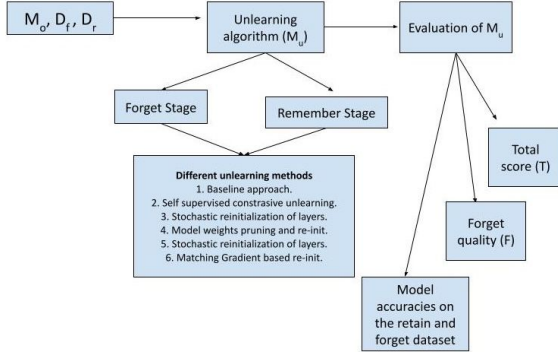 M_o, D_f, D_r
Unlearning
algorithm (M_u)
Evaluation of M_u
Forget Stage
Remember Stage
Different unlearning methods
1. Baseline approach.
2. Self supervised constrasive unlearning.
3. Stochastic reinitialization of layers.
4. Model weights pruning and re-init.
5. Stochastic reinitialization of layers.
6. Matching Gradient based re-init.
Total
score (T)
Forget
quality (F)
Model
accuracies on
the retain and
forget dataset